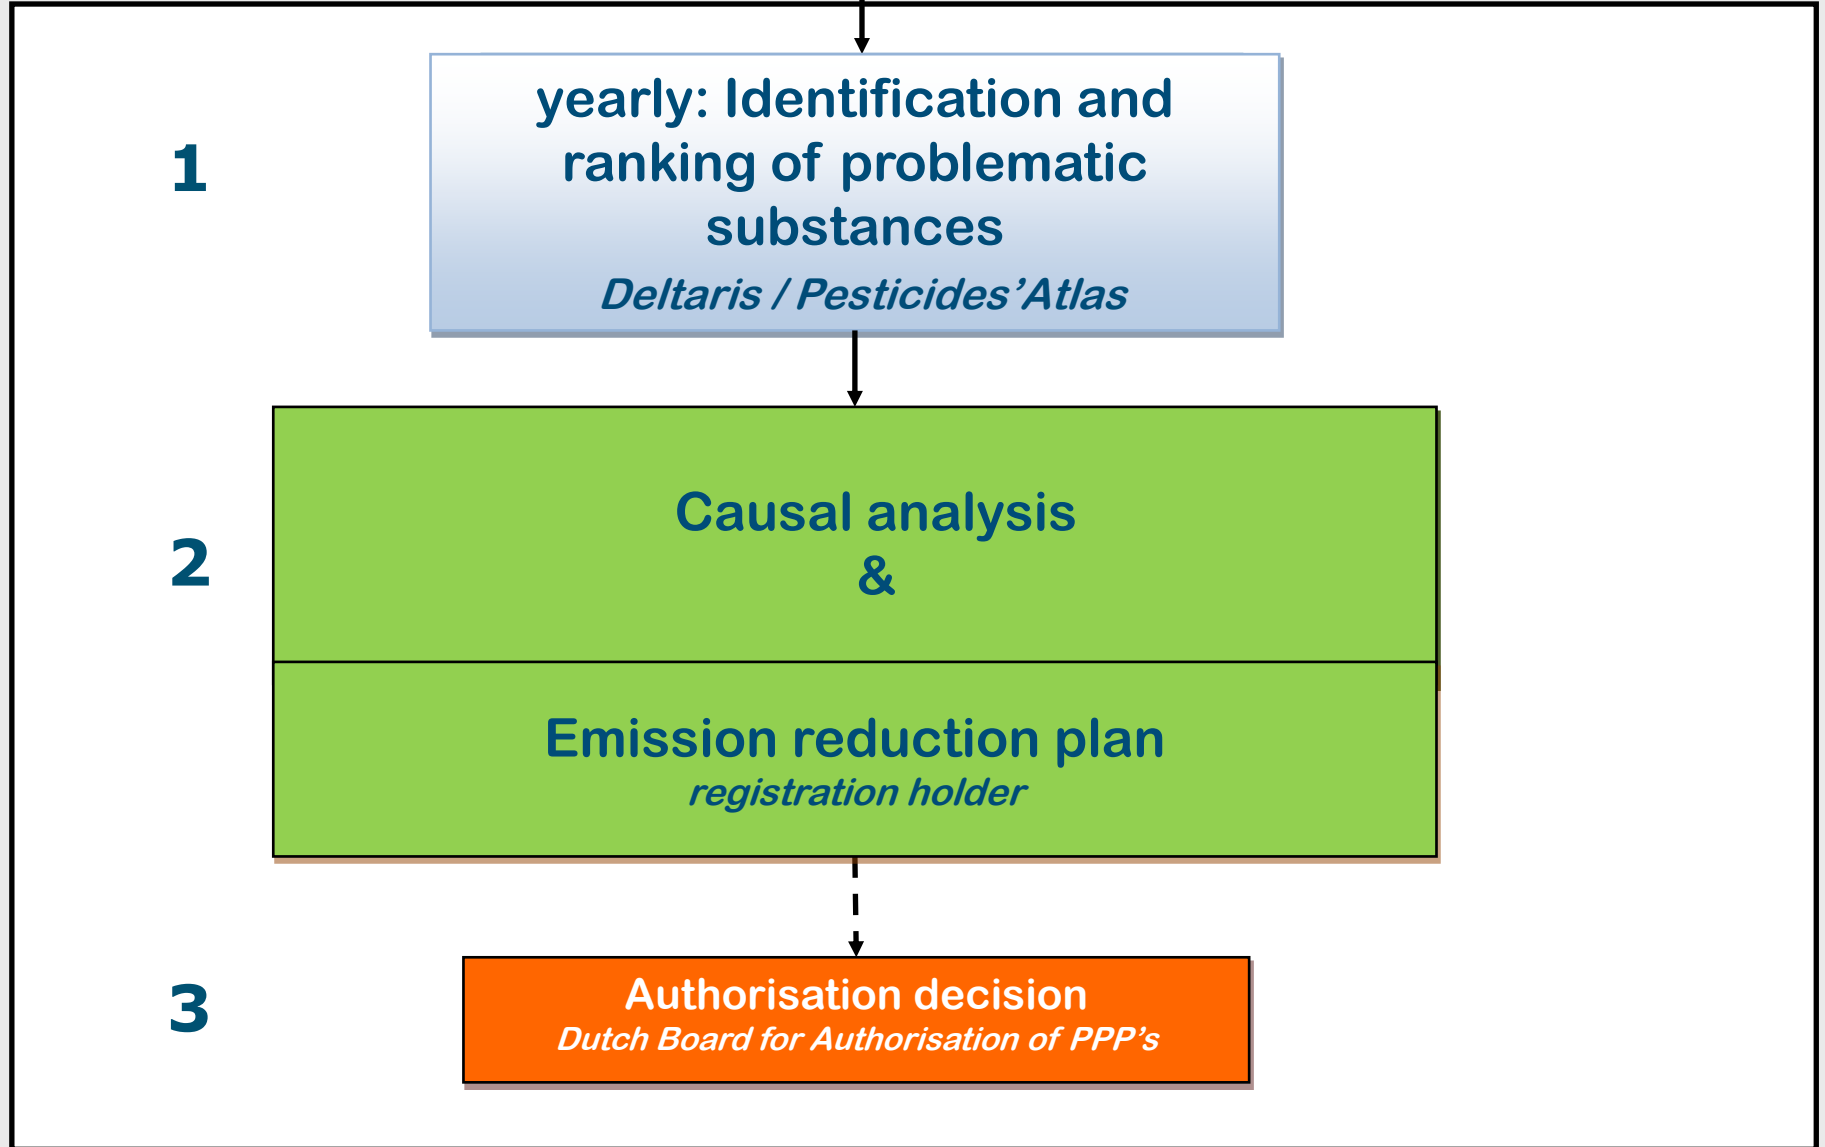 1
yearly: Identification and
ranking of problematic
substances
Deltaris / Pesticides’Atlas
2
Causal analysis
&
Emission reduction plan
registration holder
3
Authorisation decision
Dutch Board for Authorisation of PPP’s